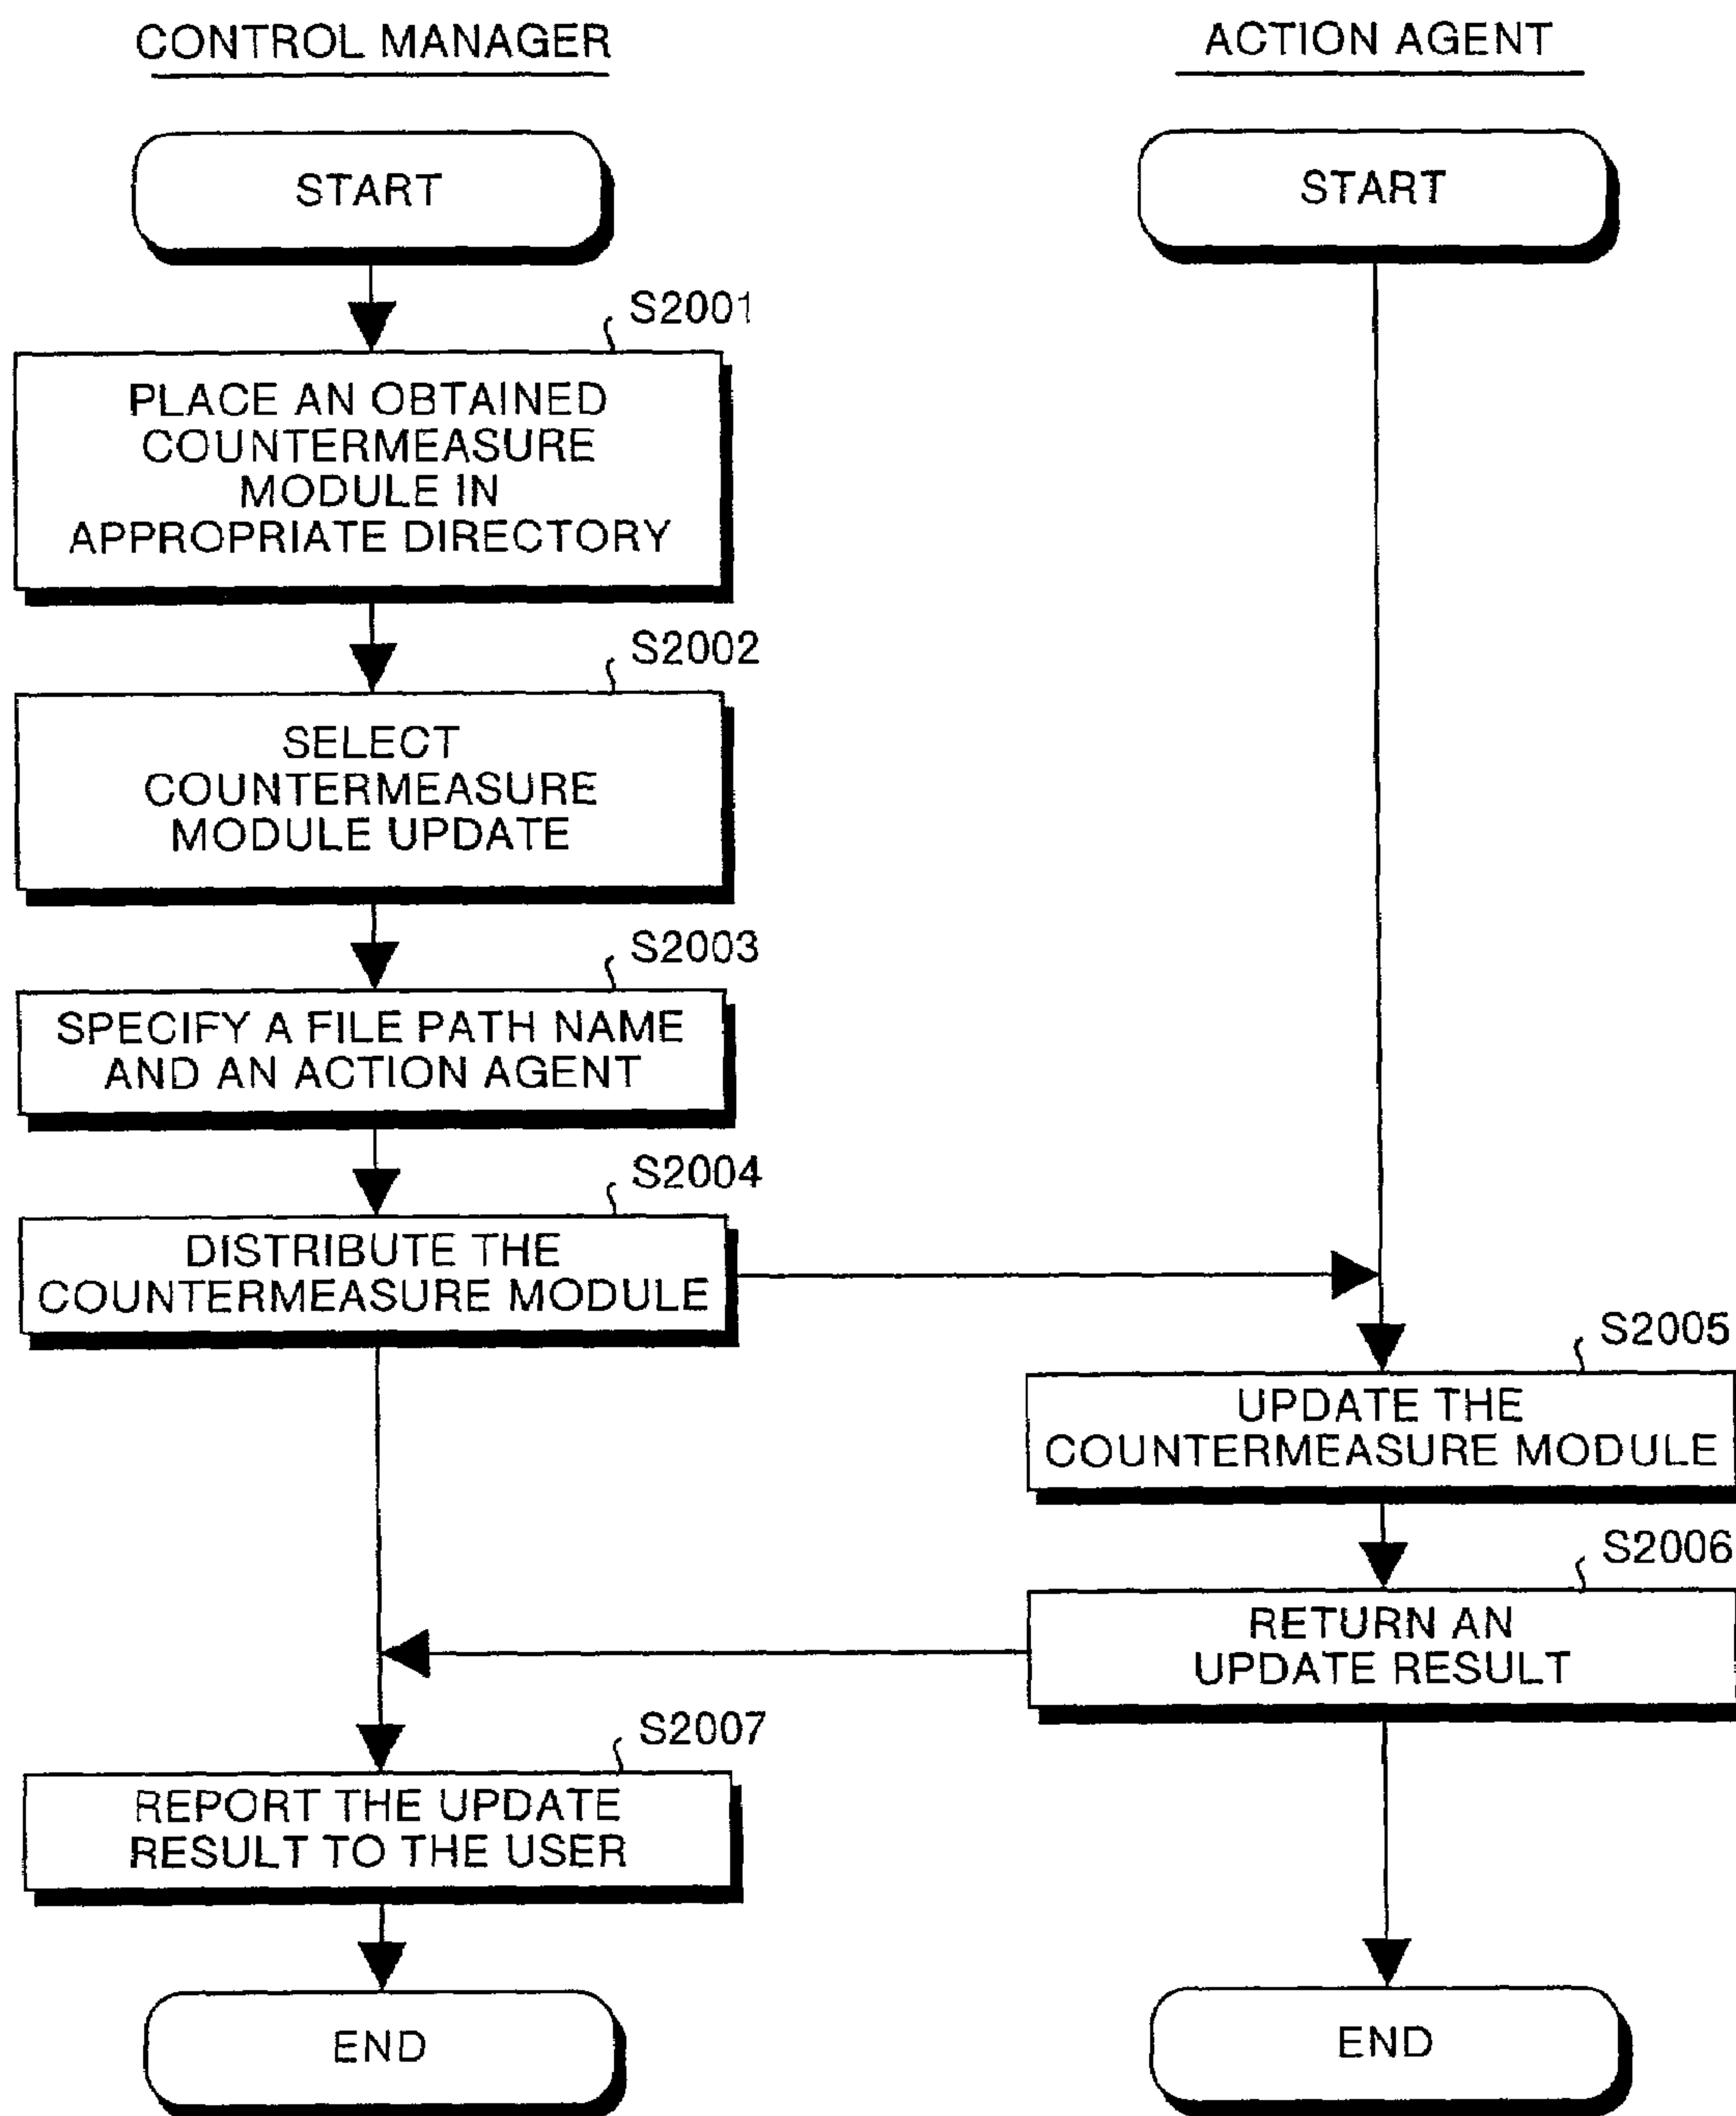 CONTROL MANAGER
ACTION AGENT
START
START
S2001
PLACE AN OBTAINED
COUNTERMEASURE
MODULE IN
APPROPRIATE DIRECTORY
S2002
SELECT
COUNTERMEASURE
MODULE UPDATE
S2003
SPECIFY A FILE PATH NAME
AND AN ACTION AGENT
S2004
DISTRIBUTE THE
COUNTERMEASURE MODULE
S2005
UPDATE THE
COUNTERMEASURE MODULE
S2006
RETURN AN
UPDATE RESULT
S2007
REPORT THE UPDATE
RESULT TO THE USER
END
END